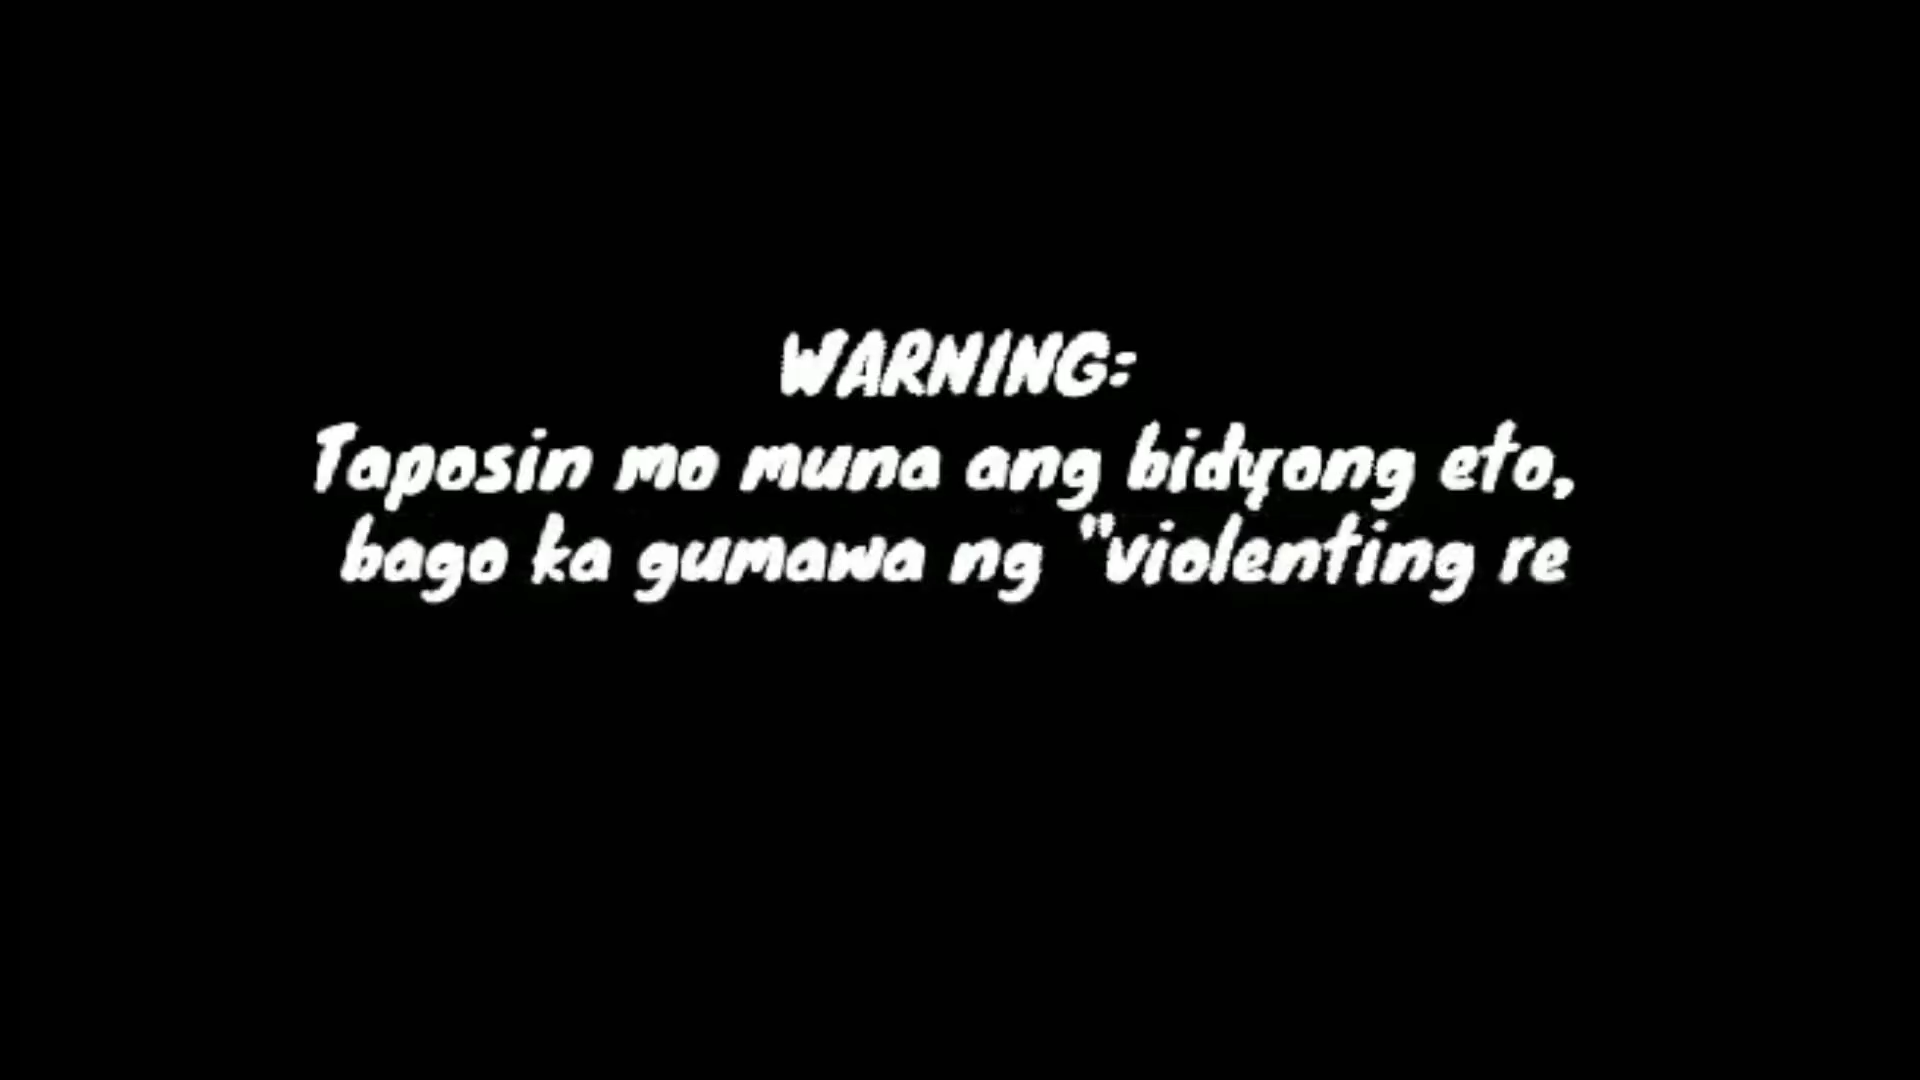 WARNING:
Taposin mo muna ang bidyong eto,
bago ka gumawa ng "violenting re